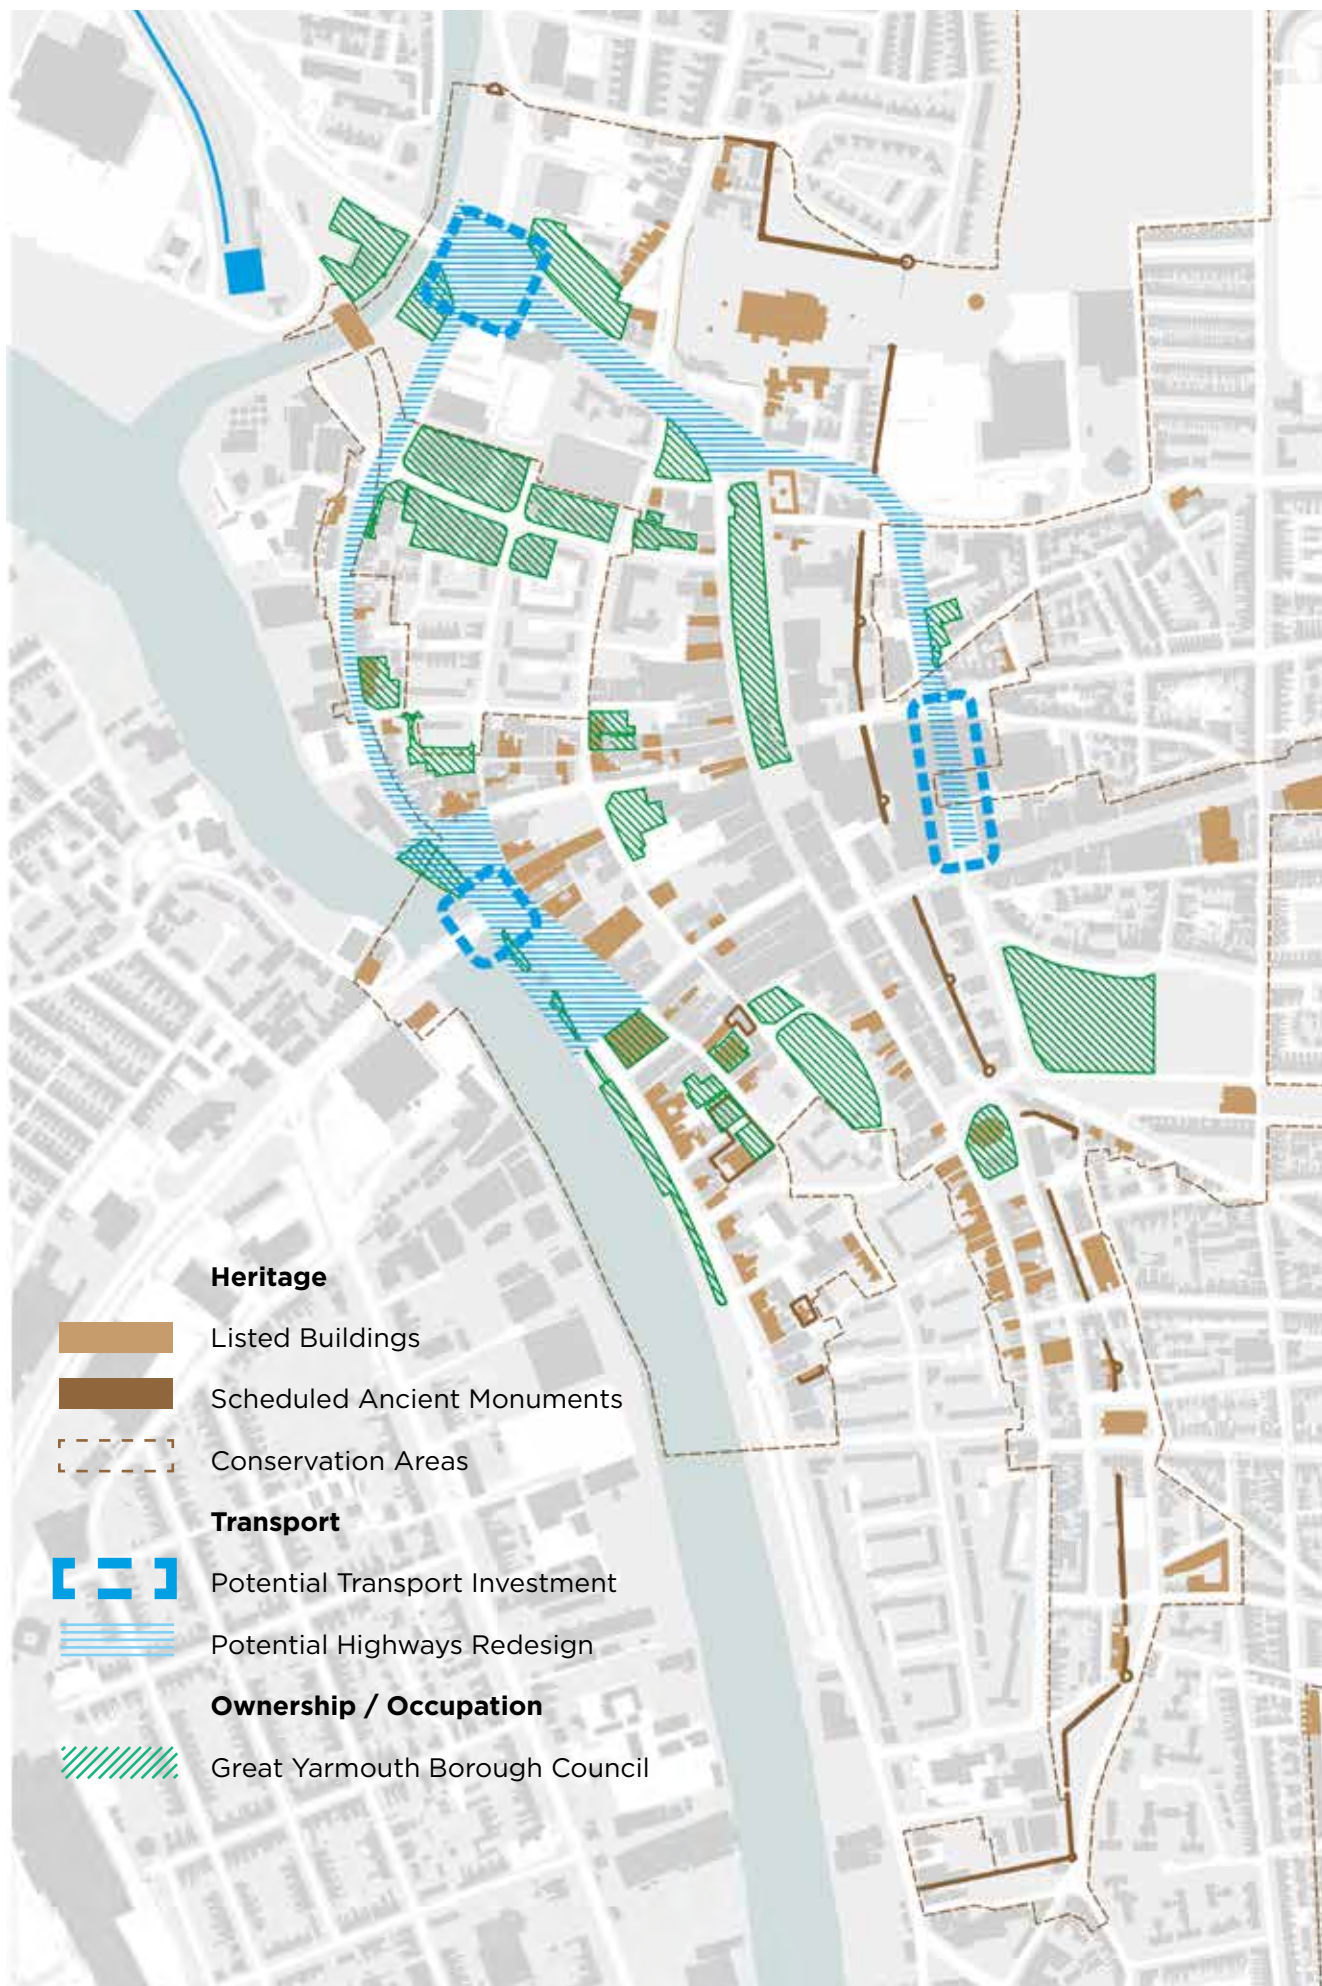 Heritage
Listed Buildings
Scheduled Ancient Monuments
Conservation Areas
Transport
Potential Transport Investment
Potential Highways Redesign
Ownership / Occupation
Great Yarmouth Borough Council